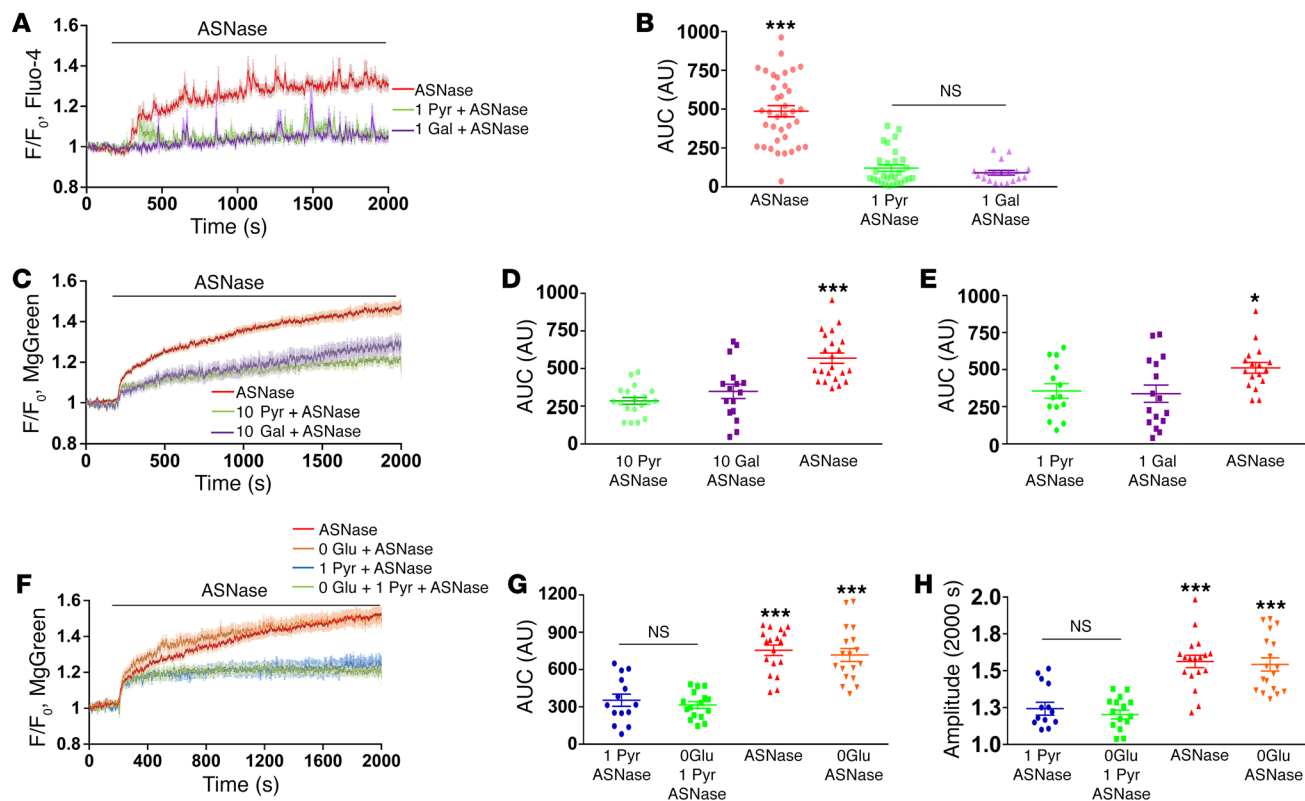 A
F/F0, Fluo-4
1.6
1.4
1.2
1
0.8
ASNase
0
500
1000
1500
2000
Time (s)
ASNase
1 Pyr + ASNase
1 Gal + ASNase
B
AUC (AU)
1000
750
500
250
0
***
NS
ASNase
1 Pyr
ASNase
1 Gal
ASNase
C
F/F0, MgGreen
1.6
1.4
1.2
1.0
0.8
ASNase
ASNase
10 Pyr + ASNase
10 Gal + ASNase
0
500
1000
1500
2000
Time (s)
D
AUC (AU)
1000
750
500
250
0
***
10 Pyr
ASNase
10 Gal
ASNase
ASNase
E
AUC (AU)
1000
750
500
250
0
*
1 Pyr
ASNase
1 Gal
ASNase
ASNase
ASNase
0 Glu + ASNase
1 Pyr + ASNase
0 Glu + 1 Pyr + ASNase
F
F/F0, MgGreen
1.6
1.4
1.2
1
0.8
ASNase
0
400
800
1200
1600
2000
Time (s)
G
AUC (AU)
1200
900
600
300
0
NS
***
***
1 Pyr
ASNase
0Glu
1 Pyr
ASNase
ASNase
0Glu
ASNase
H
Amplitude (2000 s)
2.0
1.8
1.5
1.3
1.0
NS
***
***
1 Pyr
ASNase
0Glu
1 Pyr
ASNase
ASNase
0Glu
ASNase